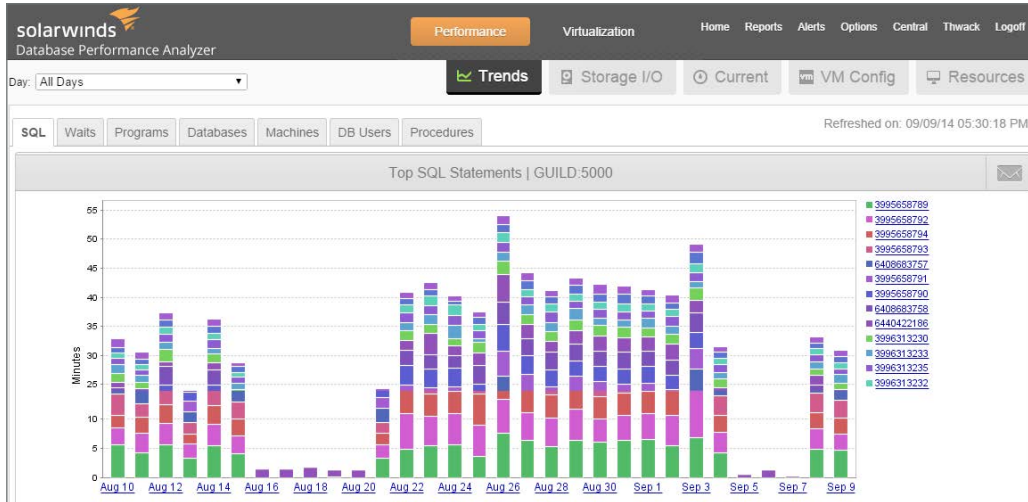 solarwinds
Database Performance Analyzer
Performance
Virtualization
Home Reports Alerts Options Central Thwack Logoff
Day: All Days
Trends
Storage I/O
Current
vm VM Config
Resources
SQL Waits Programs Databases Machines DB Users Procedures
Refreshed on: 09/09/14 05:30:18 PM
Top SQL Statements | GUILD:5000
Minutes
55
50
45
40
35
30
25
10
5
0
Aug 10 Aug 12 Aug 14 Aug 16 Aug 18 Aug 20 Aug 22 Aug 24 Aug 26 Aug 28 Aug 30 Sep 1 Sep 3 Sep 5 Sep 7 Sep 9
3995658789
3995658792
3995658794
3995658793
6408683757
3995658791
3995658790
6408683758
6440422186
3996313230
3996313233
3996313235
3996313232